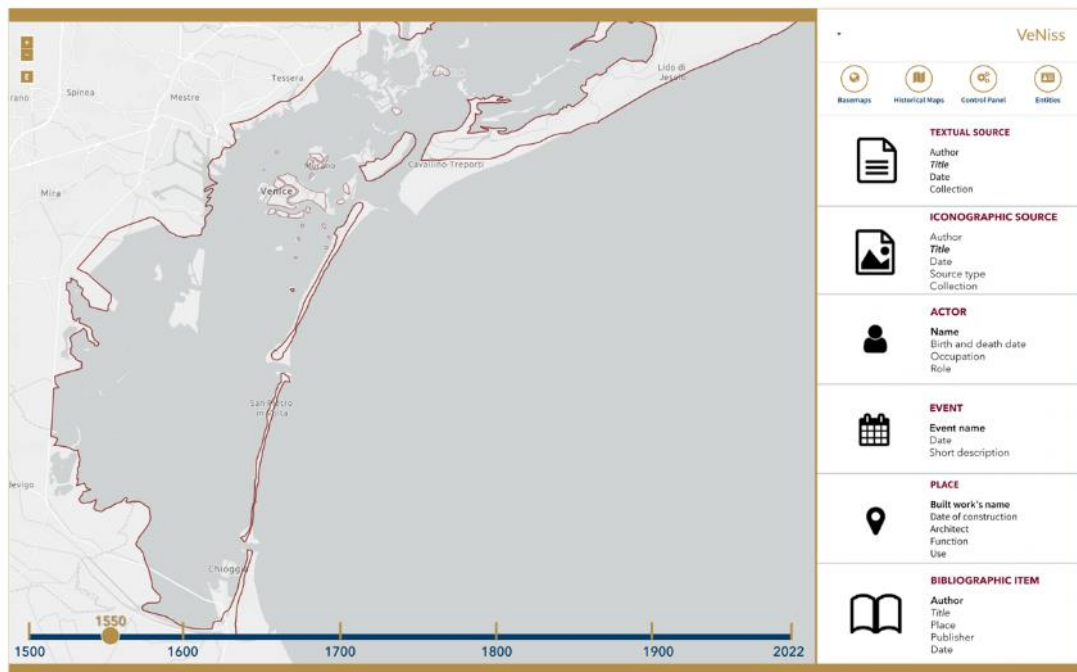 +
−
Tessera
Spinea
Mestre
rano
Lido di
Jesolo
Murano
Cavallino-Treporti
Venice
Mira
San Pietro
in Volta
devigo
Chioggia
1550
1500
1600
1700
1800
1900
2022
VeNiss
Basemaps
Historical Maps
Control Panel
Entities
TEXTUAL SOURCE
Author
Title
Date
Collection
ICONOGRAPHIC SOURCE
Author
Title
Date
Source type
Collection
ACTOR
Name
Birth and death date
Occupation
Role
EVENT
Event name
Date
Short description
PLACE
Built work's name
Date of construction
Architect
Function
Use
BIBLIOGRAPHIC ITEM
Author
Title
Place
Publisher
Date